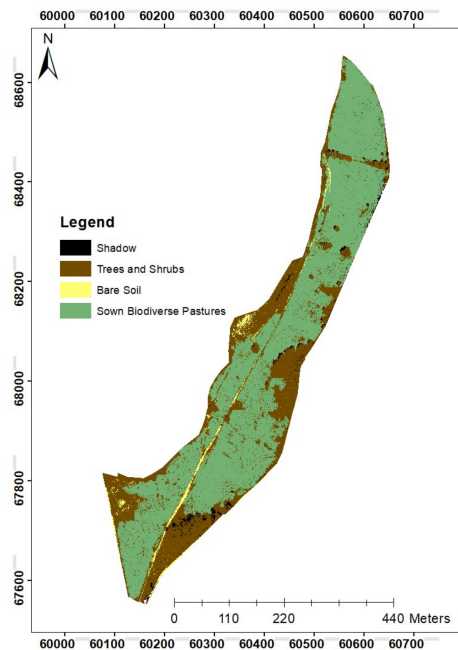 60000 60100 60200 60300 60400 60500 60600 60700
N
68600
68400
68200
68000
67800
67600
Legend
Shadow
Trees and Shrubs
Bare Soil
Sown Biodiverse Pastures
0 110 220 440 Meters
60000 60100 60200 60300 60400 60500 60600 60700